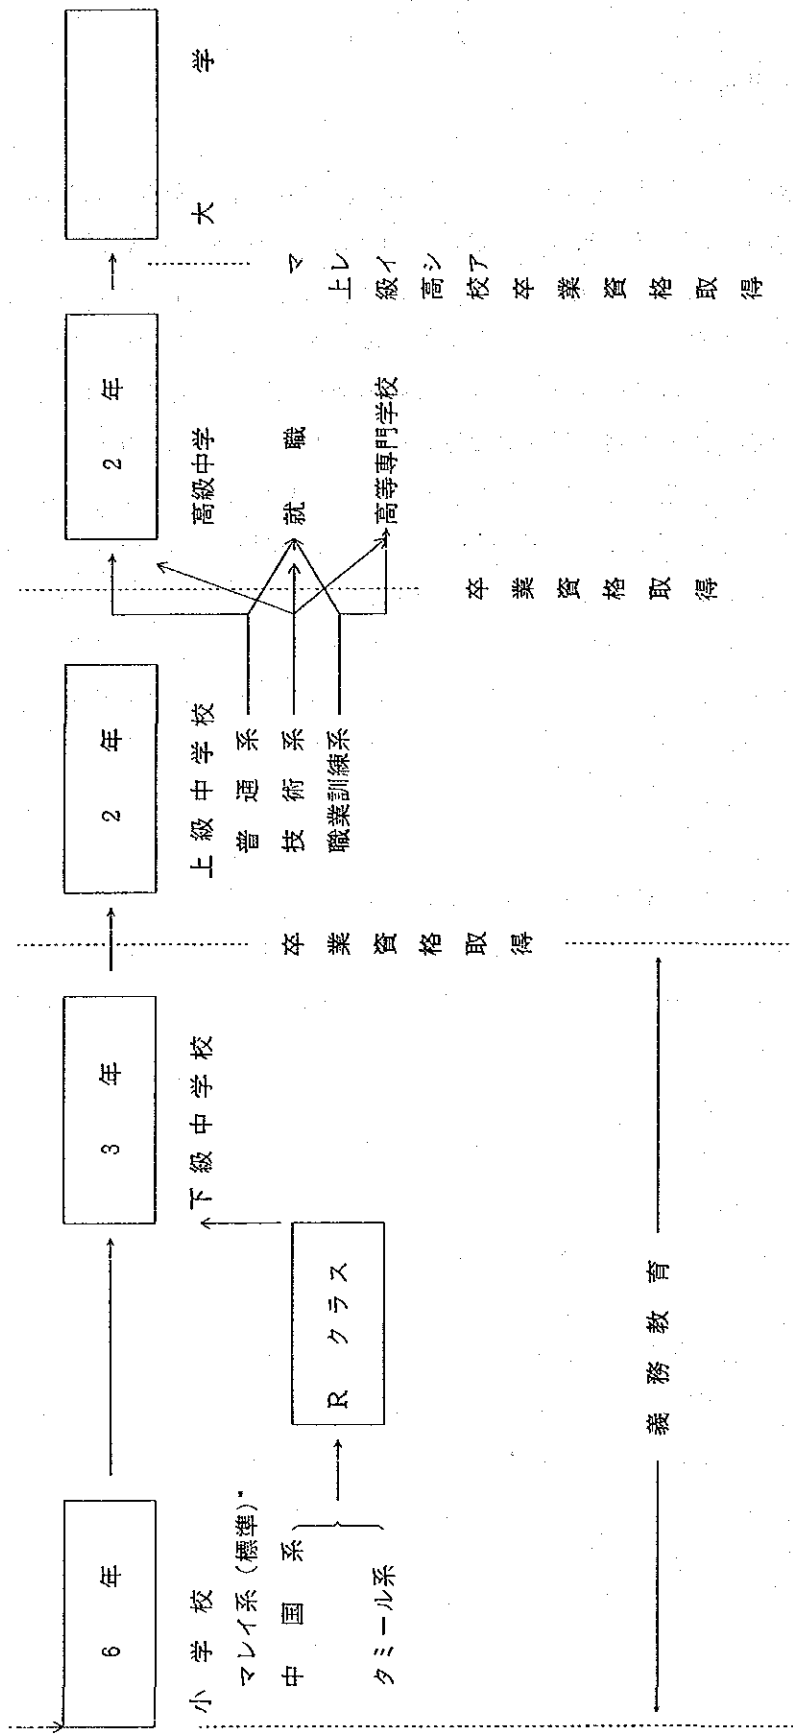 6 年
小 学 校
マレイ系 (標準)*
中 国 系
タミール系
R クラス
3 年
下 級 中 学 校
義 務 教 育
卒 業 資 格 取 得
2 年
上 級 中 学 校
普 通 系
技 術 系
職業訓練系
卒 業 資 格 取 得
2 年
高級中学
就 職
高等専門学校
マレイシア
上級高校卒業資格取得
大 学